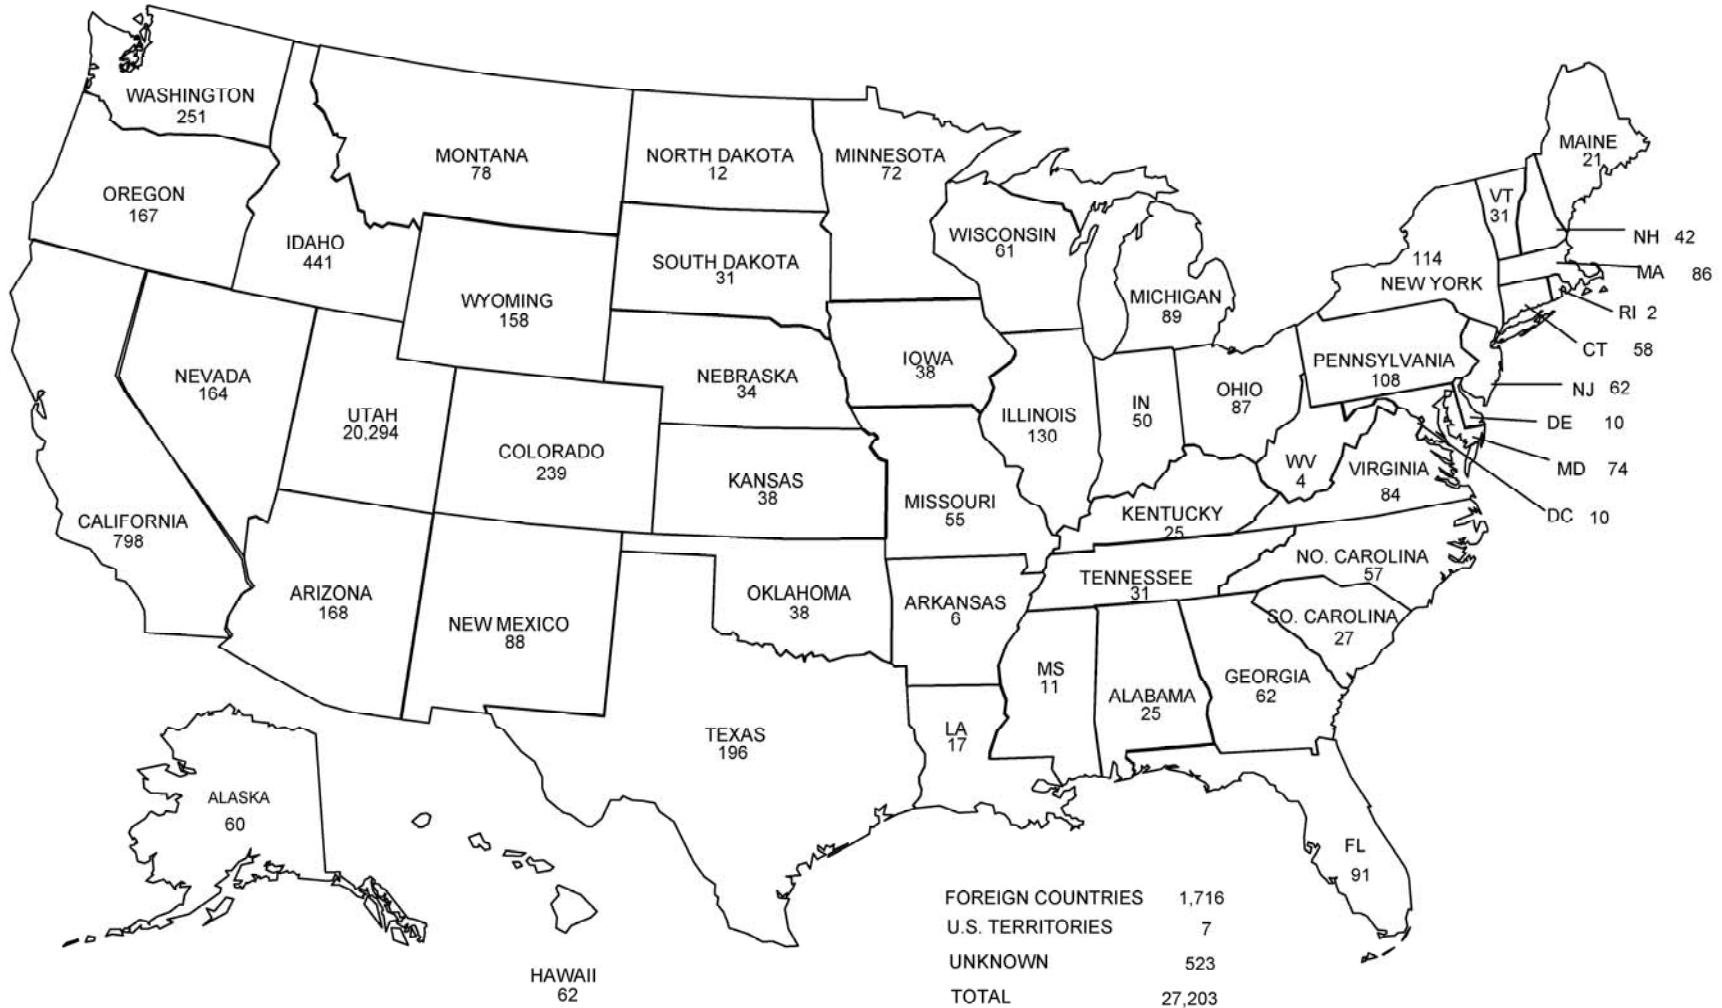 WASHINGTON
251
OREGON
167
IDAHO
441
MONTANA
78
NORTH DAKOTA
12
MINNESOTA
72
SOUTH DAKOTA
31
WYOMING
158
WISCONSIN
61
MICHIGAN
89
MAINE
21
VT
31
NH 42
MA 86
RI 2
CT 58
NJ 62
DE 10
MD 74
DC 10
114
NEW YORK
PENNSYLVANIA
108
NEVADA
164
UTAH
20,294
COLORADO
239
NEBRASKA
34
IOWA
38
ILLINOIS
130
IN
50
OHIO
87
WV
4
VIRGINIA
84
CALIFORNIA
798
KANSAS
38
MISSOURI
55
KENTUCKY
25
ARIZONA
168
NEW MEXICO
88
OKLAHOMA
38
ARKANSAS
6
TENNESSEE
31
NO. CAROLINA
57
SO. CAROLINA
27
MS
11
ALABAMA
25
GEORGIA
62
TEXAS
196
LA
17
FL
91
ALASKA
60
HAWAII
62
FOREIGN COUNTRIES 1,716
U.S. TERRITORIES 7
UNKNOWN 523
TOTAL 27,203